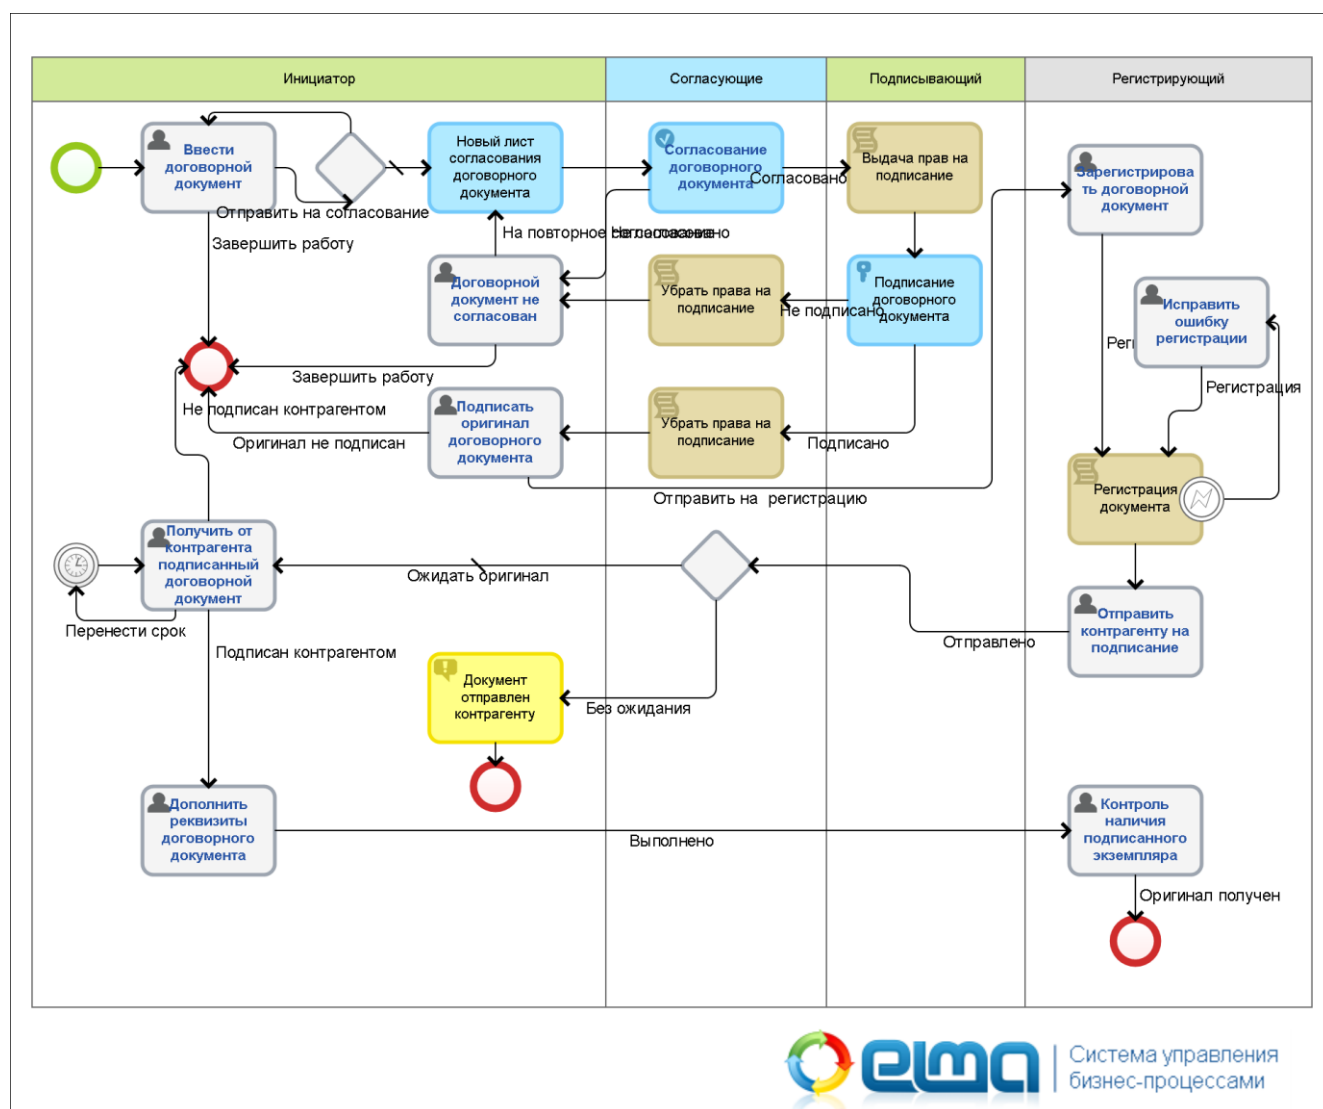 Инициатор
Согласующие
Подписывающий
Регистрирующий
Ввести
договорной
документ
Новый лист
согласования
договорного
документа
Согласование
договорного
документа
Согласовано
Выдача прав на
подписание
Зарегистрирова
ть договорной
документ
Отправить на согласование
Завершить работу
На повторное согласование
Не согласовано
Договорной
документ не
согласован
Убрать права на
подписание
Не подписано
Подписание
договорного
документа
Исправить
ошибку
регистрации
Реги
Регистрация
Завершить работу
Не подписан контрагентом
Оригинал не подписан
Подписать
оригинал
договорного
документа
Убрать права на
подписание
Подписано
Отправить на регистрацию
Регистрация
документа
Получить от
контрагента
подписанный
договорной
документ
Ожидать оригинал
Перенести срок
Подписан контрагентом
Отправлено
Отправить
контрагенту на
подписание
Документ
отправлен
контрагенту
Без ожидания
Дополнить
реквизиты
договорного
документа
Выполнено
Контроль
наличия
подписанного
экземпляра
Оригинал получен
elma
Система управления
бизнес-процессами